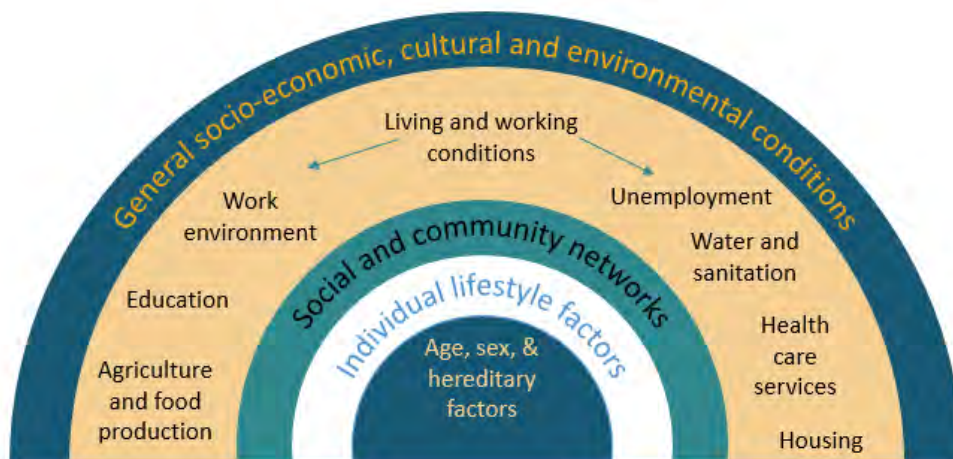 General socio-economic, cultural and environmental conditions
Living and working
conditions
Work
environment
Unemployment
Water and
sanitation
Education
Health
care
services
Agriculture
and food
production
Housing
Social and community networks
Individual lifestyle factors
Age, sex, &
hereditary
factors